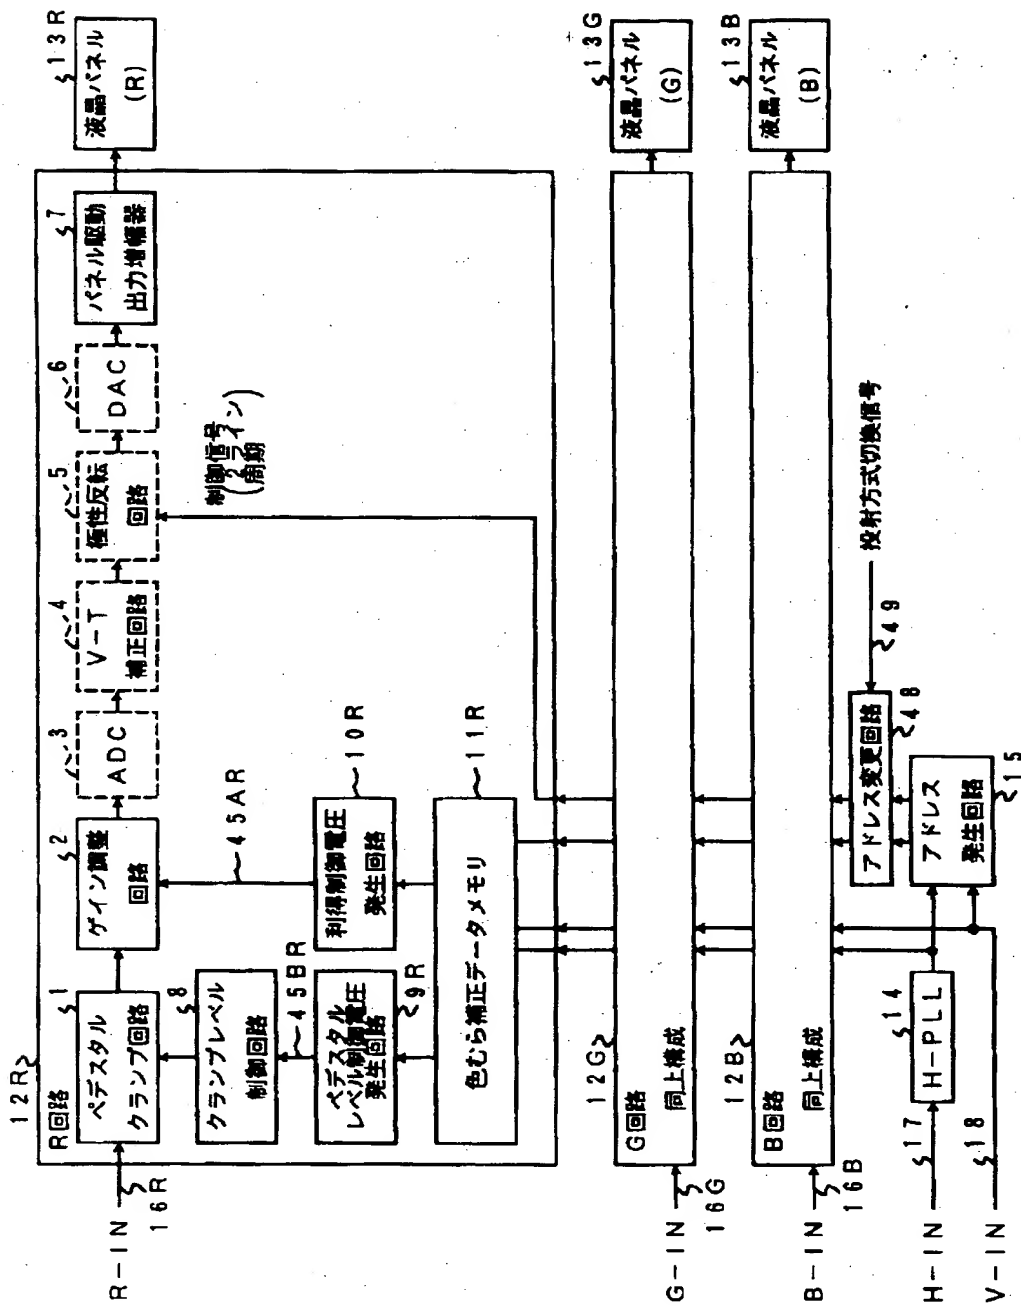 12R
R回路
R-IN
16R
1
ペデスタル
クランプ回路
2
ゲイン調整
回路
3
ADC
4
V-T
補正回路
5
極性反転
回路
6
DAC
7
パネル駆動
出力増幅器
13R
液晶パネル
(R)
8
クランプレベル
制御回路
45BR
ペデスタル
レベル制御電圧
発生回路
9R
45AR
利得制御電圧
発生回路
10R
色むら補正データメモリ
11R
制御信号
(2ライン)
(周期)
12G
G回路
同上構成
G-IN
16G
13G
液晶パネル
(G)
12B
B回路
同上構成
B-IN
16B
13B
液晶パネル
(B)
H-IN
17
14
H-PLL
V-IN
18
アドレス
発生回路
15
アドレス変更回路
48
49
投射方式切換信号